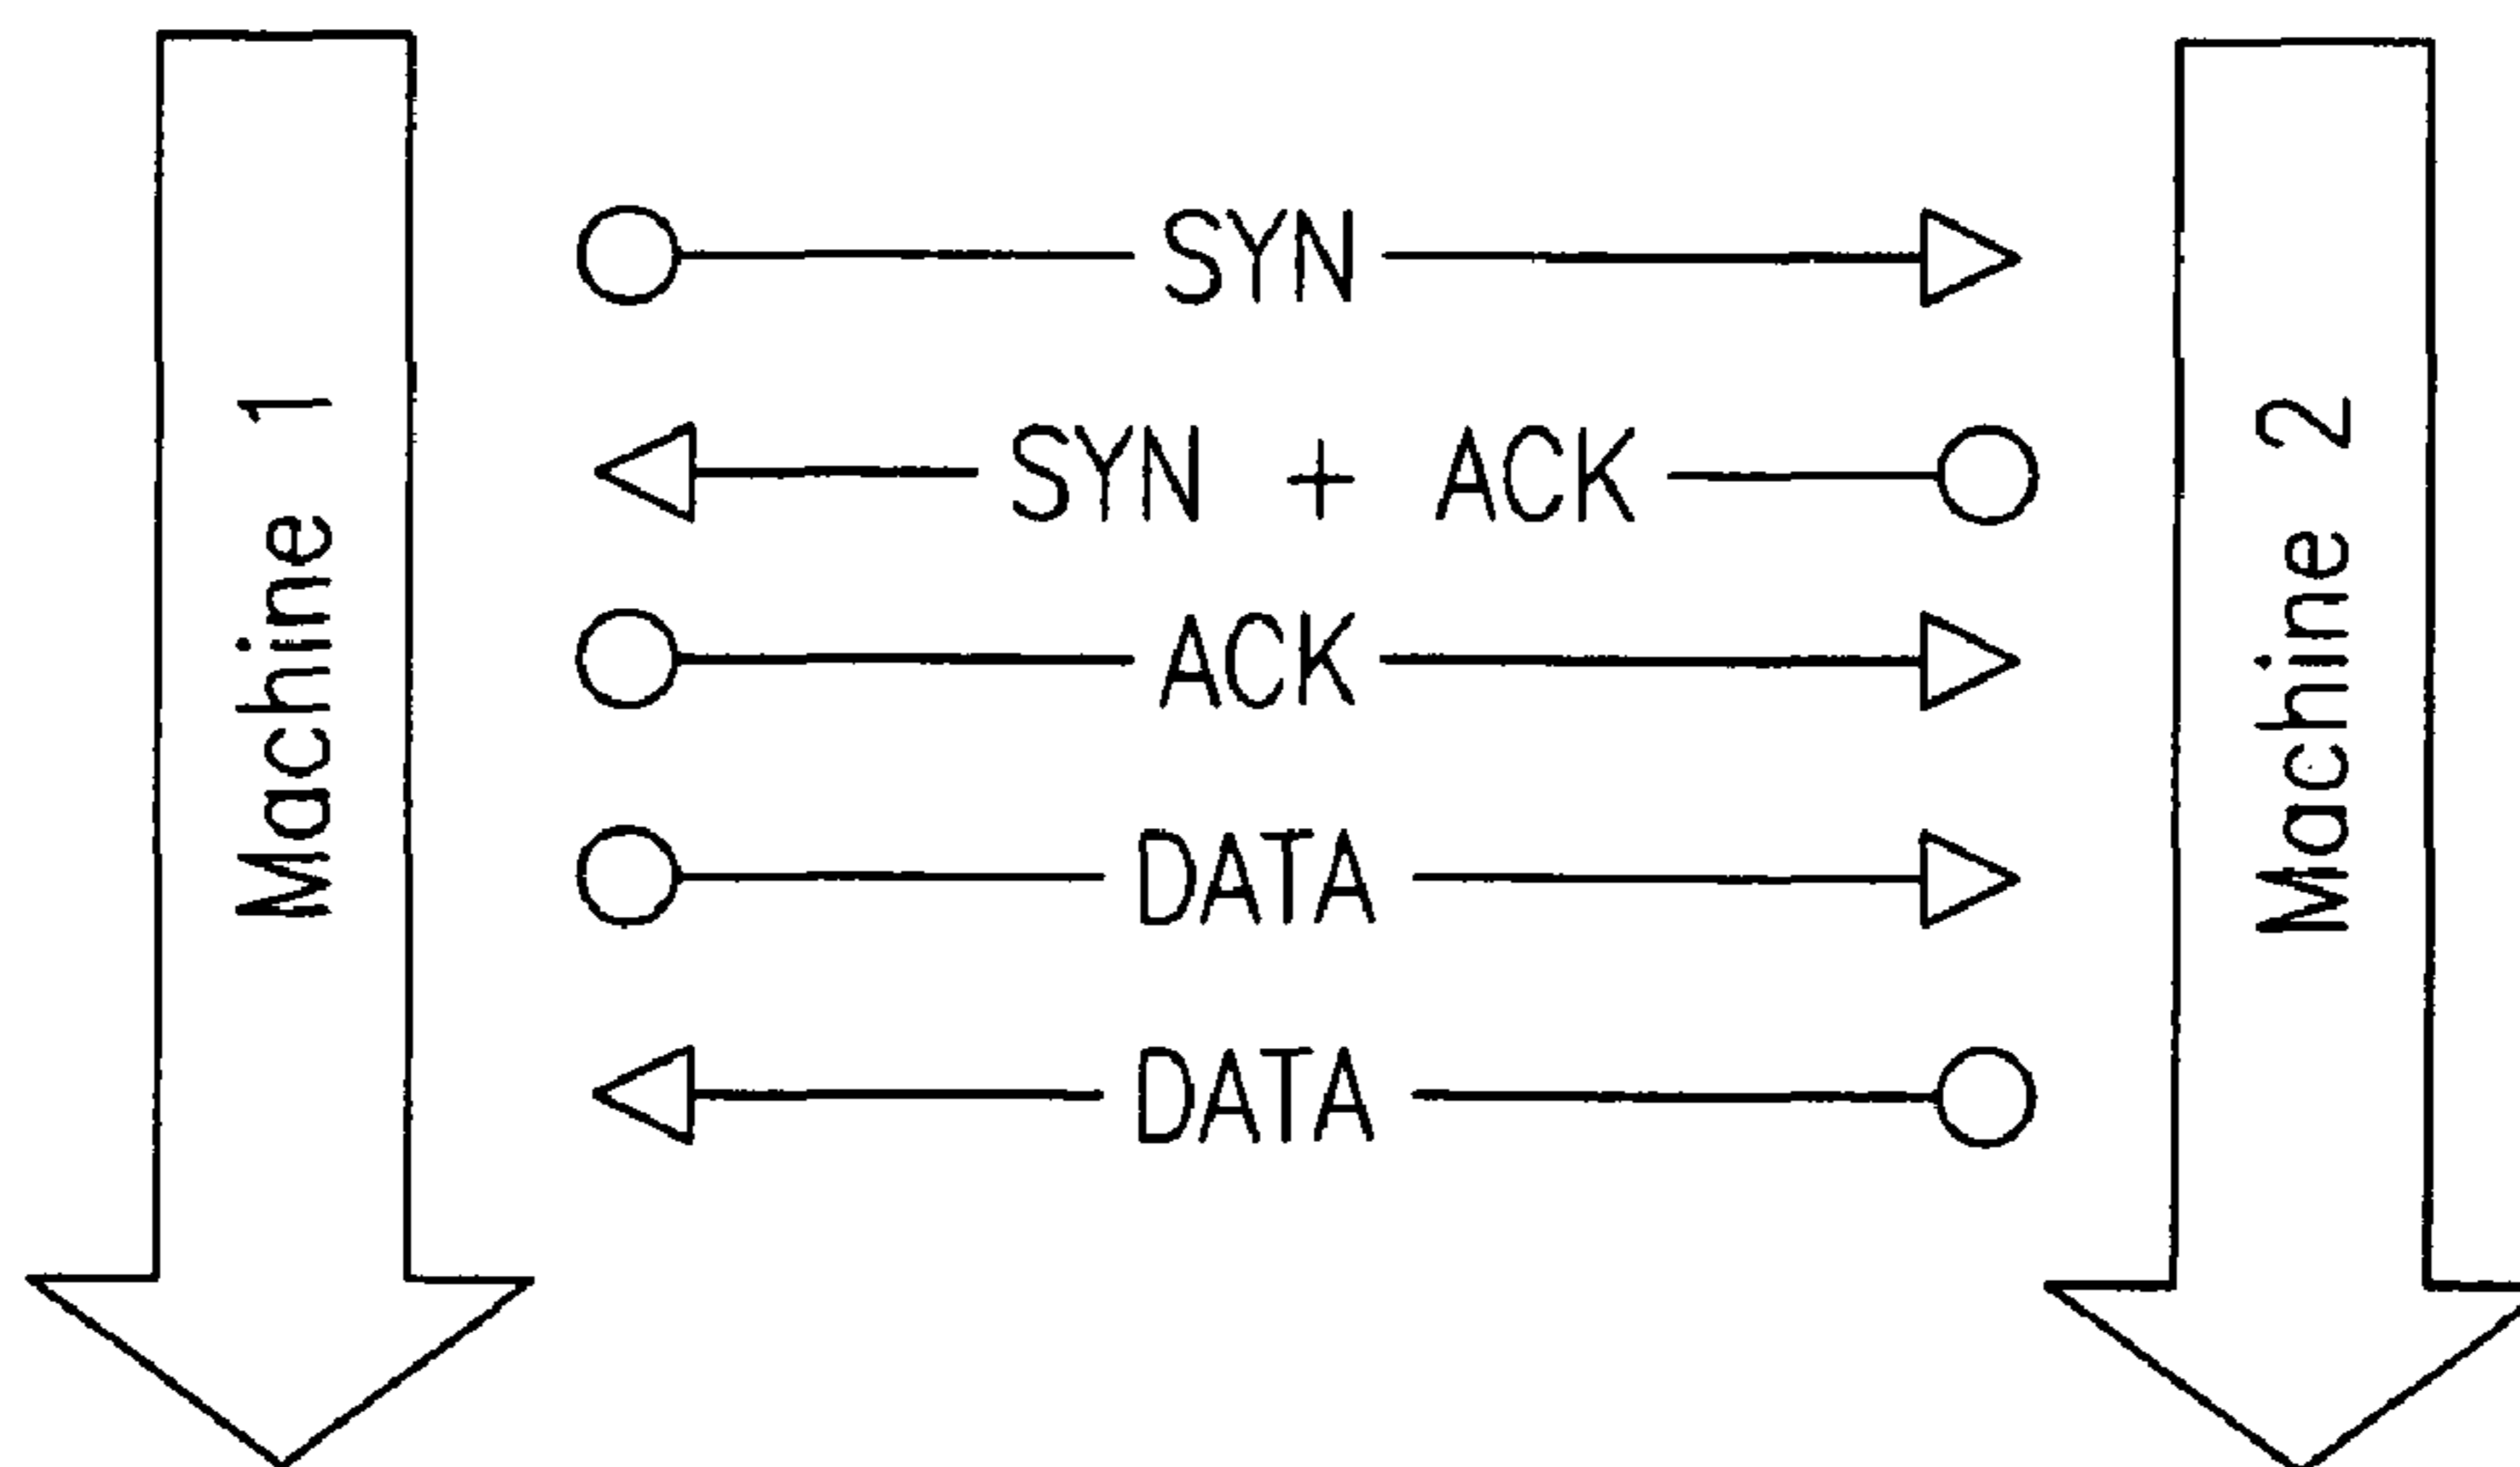 Machine 1
SYN
SYN + ACK
ACK
DATA
DATA
Machine 2